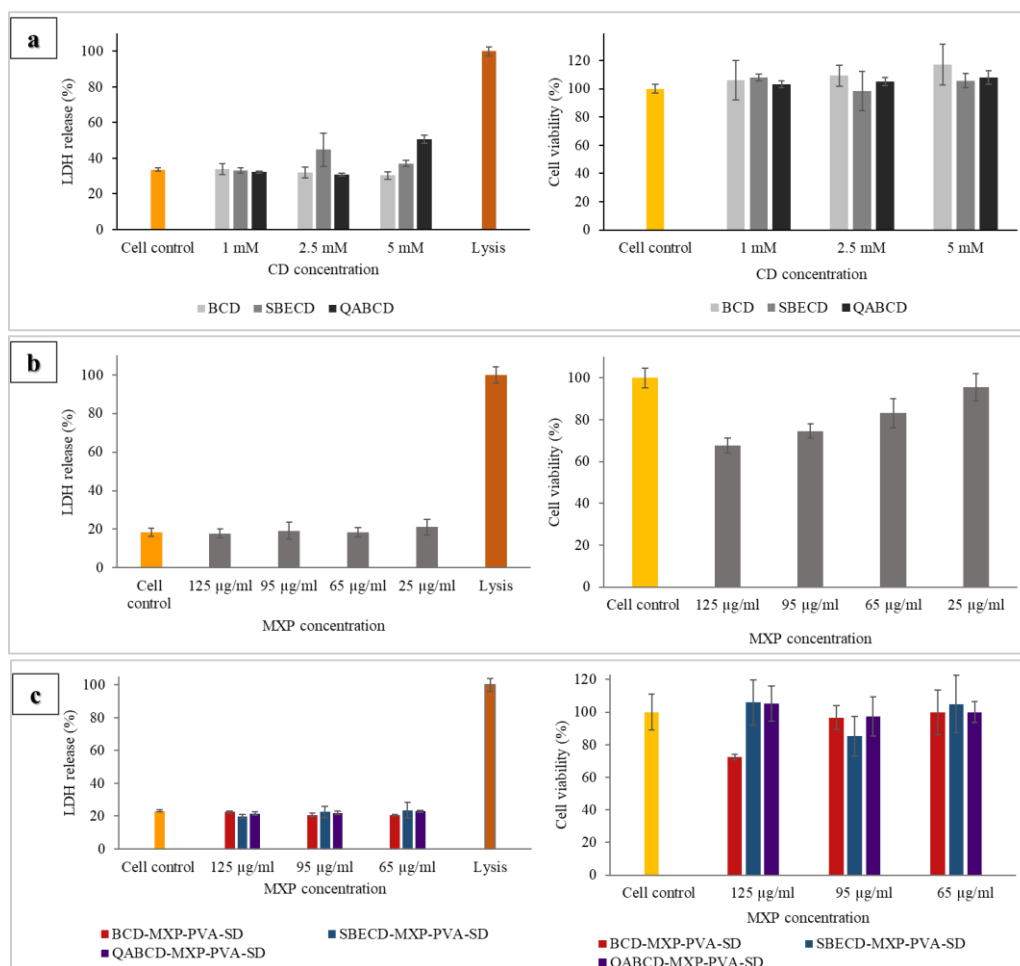 a
LDH release (%)
100
80
60
40
20
0
Cell control
1 mM
2.5 mM
5 mM
Lysis
CD concentration
BCD
SBECD
QABCD
Cell viability (%)
120
100
80
60
40
20
0
Cell control
1 mM
2.5 mM
5 mM
CD concentration
BCD
SBECD
QABCD
b
LDH release (%)
100
80
60
40
20
0
Cell control
125 µg/ml
95 µg/ml
65 µg/ml
25 µg/ml
Lysis
MXP concentration
Cell viability (%)
100
80
60
40
20
0
Cell control
125 µg/ml
95 µg/ml
65 µg/ml
25 µg/ml
MXP concentration
c
LDH release (%)
100
80
60
40
20
0
Cell control
125 µg/ml
95 µg/ml
65 µg/ml
Lysis
MXP concentration
BCD-MXP-PVA-SD
SBECD-MXP-PVA-SD
QABCD-MXP-PVA-SD
Cell viability (%)
120
100
80
60
40
20
0
Cell control
125 µg/ml
95 µg/ml
65 µg/ml
MXP concentration
BCD-MXP-PVA-SD
SBECD-MXP-PVA-SD
QABCD-MXP-PVA-SD